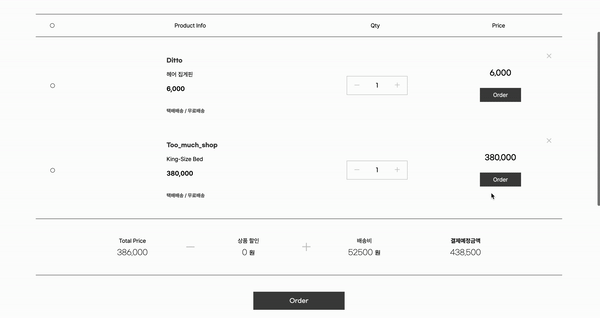 Product Info Qty Price
Ditto
헤어 집게핀
6,000
택배배송 / 무료배송
1
6,000
Order
Too_much_shop
King-Size Bed
380,000
택배배송 / 무료배송
1
380,000
Order
Total Price 상품 할인 배송비 결제예정금액
386,000 0 원 52500 원 438,500
Order